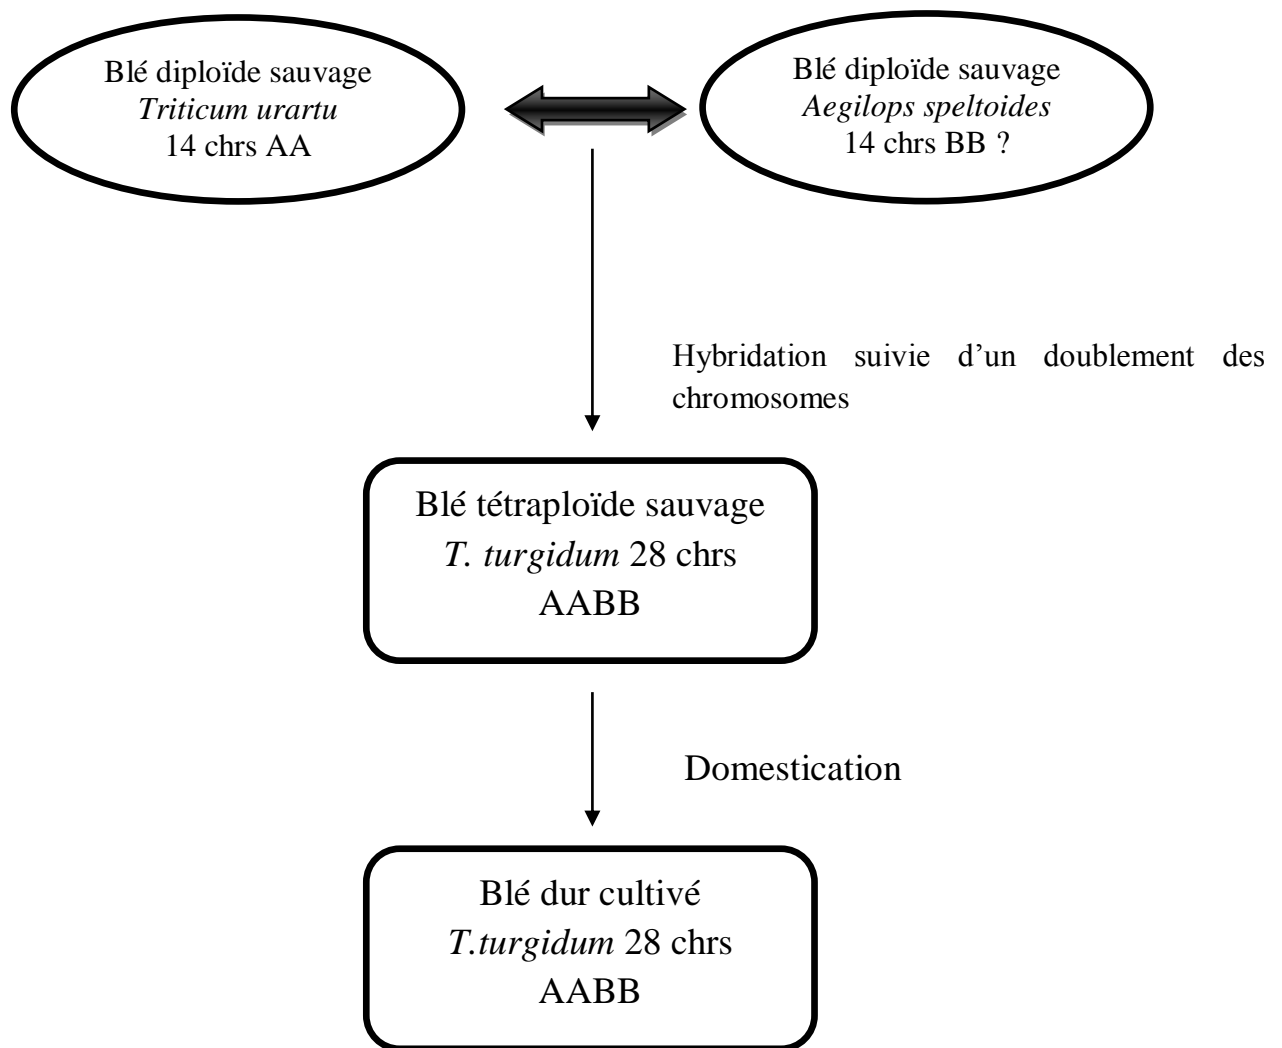 Blé diploïde sauvage
Triticum urartu
14 chrs AA
Blé diploïde sauvage
Aegilops speltoides
14 chrs BB ?
Hybridation suivie d’un doublement des
chromosomes
Blé tétraploïde sauvage
T. turgidum 28 chrs
AABB
Domestication
Blé dur cultivé
T.turgidum 28 chrs
AABB